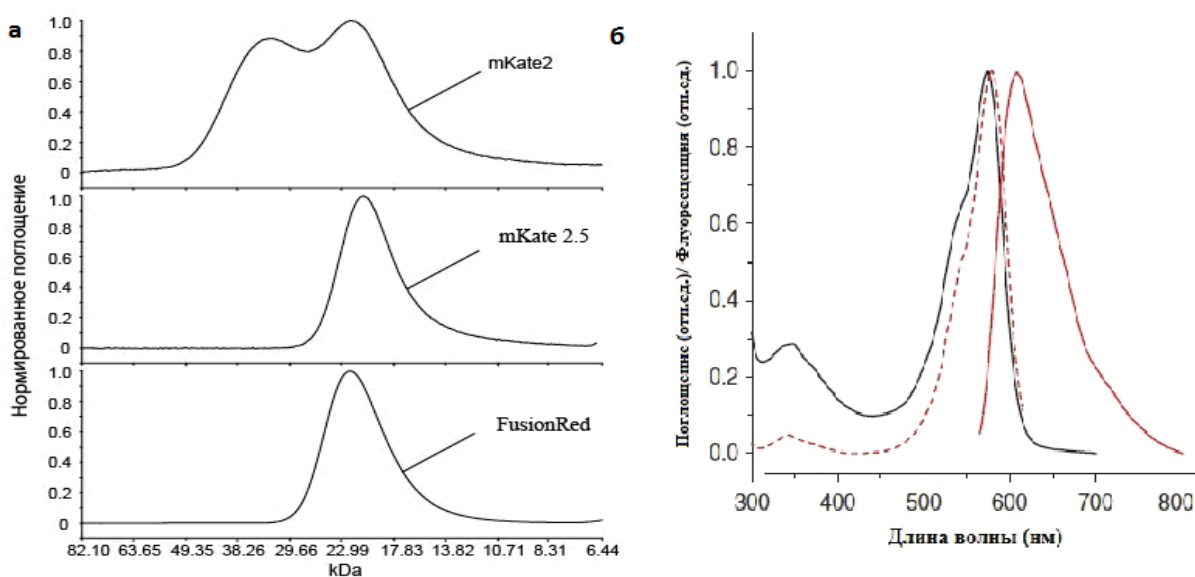 а
Нормированное поглощение
1.0
0.8
0.6
0.4
0.2
0
mKate2
1.0
0.8
0.6
0.4
0.2
0
mKate 2.5
1.0
0.8
0.6
0.4
0.2
0
FusionRed
82.10 63.65 49.35 38.26 29.66 22.99 17.83 13.82 10.71 8.31 6.44
kDa
б
Поглощение (отн.ед.)/ Флуоресценция (отн.ед.)
1.0
0.8
0.6
0.4
0.2
0.0
300 400 500 600 700 800
Длина волны (нм)